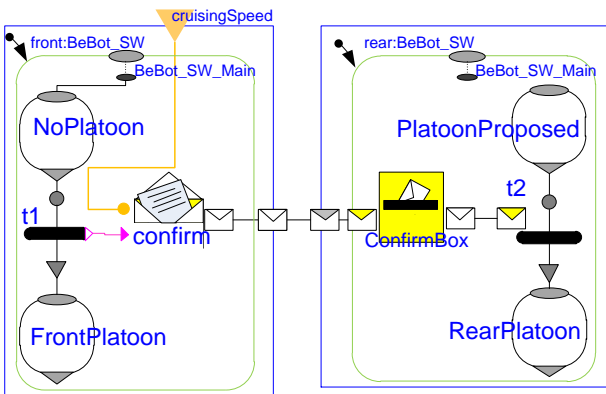 cruisingSpeed
front:BeBot_SW
rear:BeBot_SW
BeBot_SW_Main
BeBot_SW_Main
NoPlatoon
PlatoonProposed
t1
t2
confirm
ConfirmBox
FrontPlatoon
RearPlatoon